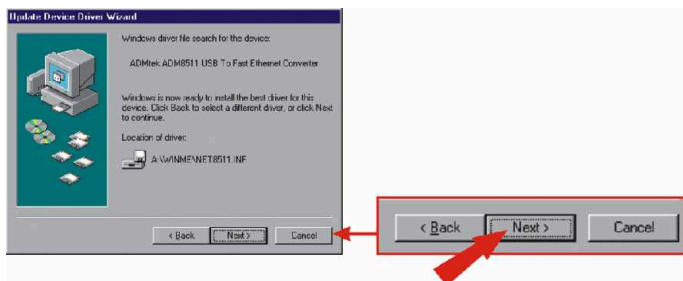 Update Device Driver Wizard
Windows driver file search for the device:
ADMtek ADM8511 USB To Fast Ethernet Converter
Windows is now ready to install the best driver for this
device. Click Back to select a different driver, or click Next
to continue.
Location of driver:
A:\WINME\NET8511.INF
< Back Next > Cancel
< Back Next > Cancel